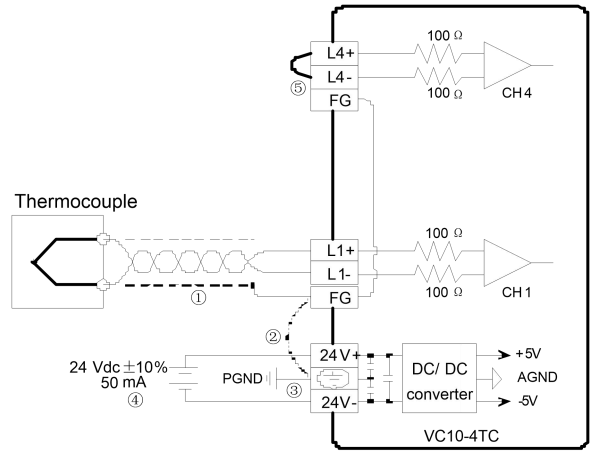 100 Ω
L4+
L4-
⑤
100 Ω
CH4
FG
Thermocouple
100 Ω
L1+
L1-
100 Ω
CH1
①
FG
②
24V+
24 Vdc ±10%
50 mA
④
PGND
③
24V-
DC/ DC
converter
+5V
AGND
-5V
VC10-4TC